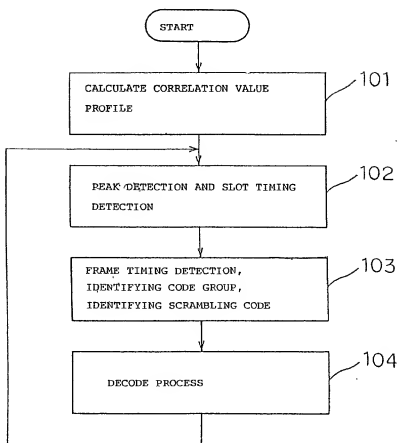 START
CALCULATE CORRELATION VALUE
PROFILE
101
PEAK DETECTION AND SLOT TIMING
DETECTION
102
FRAME TIMING DETECTION,
IDENTIFYING CODE GROUP,
IDENTIFYING SCRAMBLING CODE
103
DECODE PROCESS
104